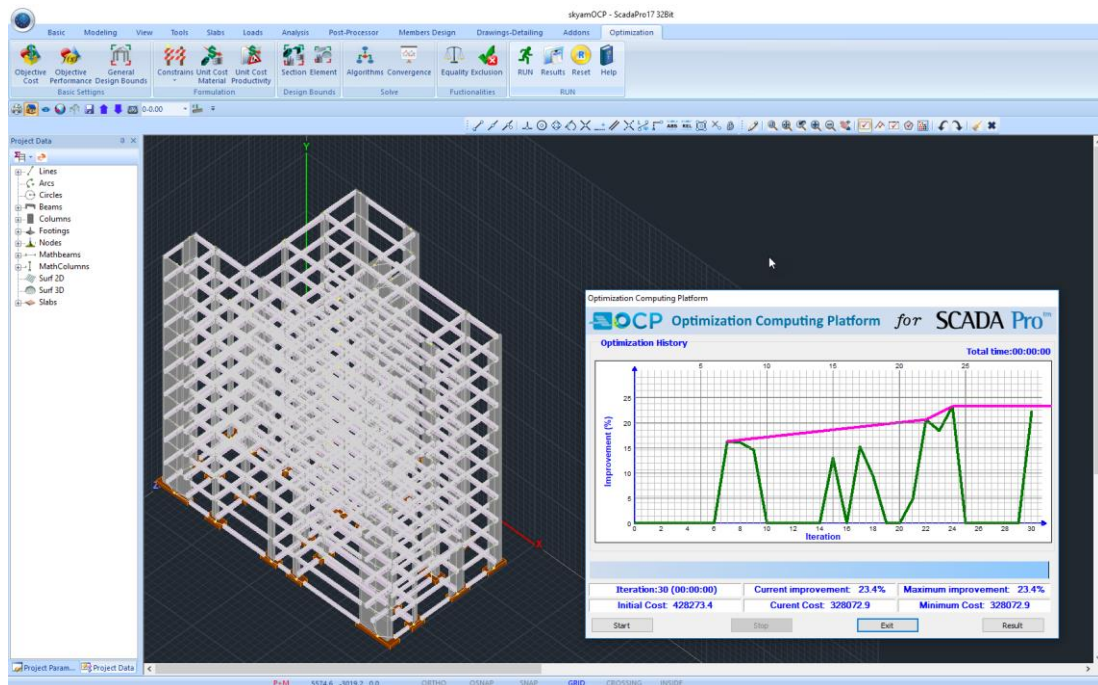 skyamOCP - ScadaPro17 32Bit
Basic Modeling View Tools Slabs Loads Analysis Post-Processor Members Design Drawings-Detailing Addons Optimization
Objective Cost Objective Performance General Design Bounds Constrains Unit Cost Material Unit Cost Productivity Section Element Algorithms Convergence Equality Exclusion RUN Results Reset Help
Basic Settigns Formulation Design Bounds Solve Fustionalities RUN
0-0.00
Project Data
Lines
Arcs
Circles
Beams
Columns
Footings
Nodes
Mathbeams
MathColumns
Surf 2D
Surf 3D
Slabs
Y
Z
X
Optimization Computing Platform
OCP Optimization Computing Platform for SCADA Pro
Optimization History
Total time:00:00:00
5 10 15 20 25
25
20
15
10
5
0
Improvement (%)
0 2 4 6 8 10 12 14 16 18 20 22 24 26 28 30
Iteration
Iteration:30 (00:00:00) Current improvement: 23.4% Maximum improvement: 23.4%
Initial Cost: 428273.4 Curent Cost: 328072.9 Minimum Cost: 328072.9
Start Stop Exit Result
Project Param... Project Data
P+M 5524.6, -3019.2, 0.0 ORTHO OSNAP SNAP GRID CROSSING INSIDE